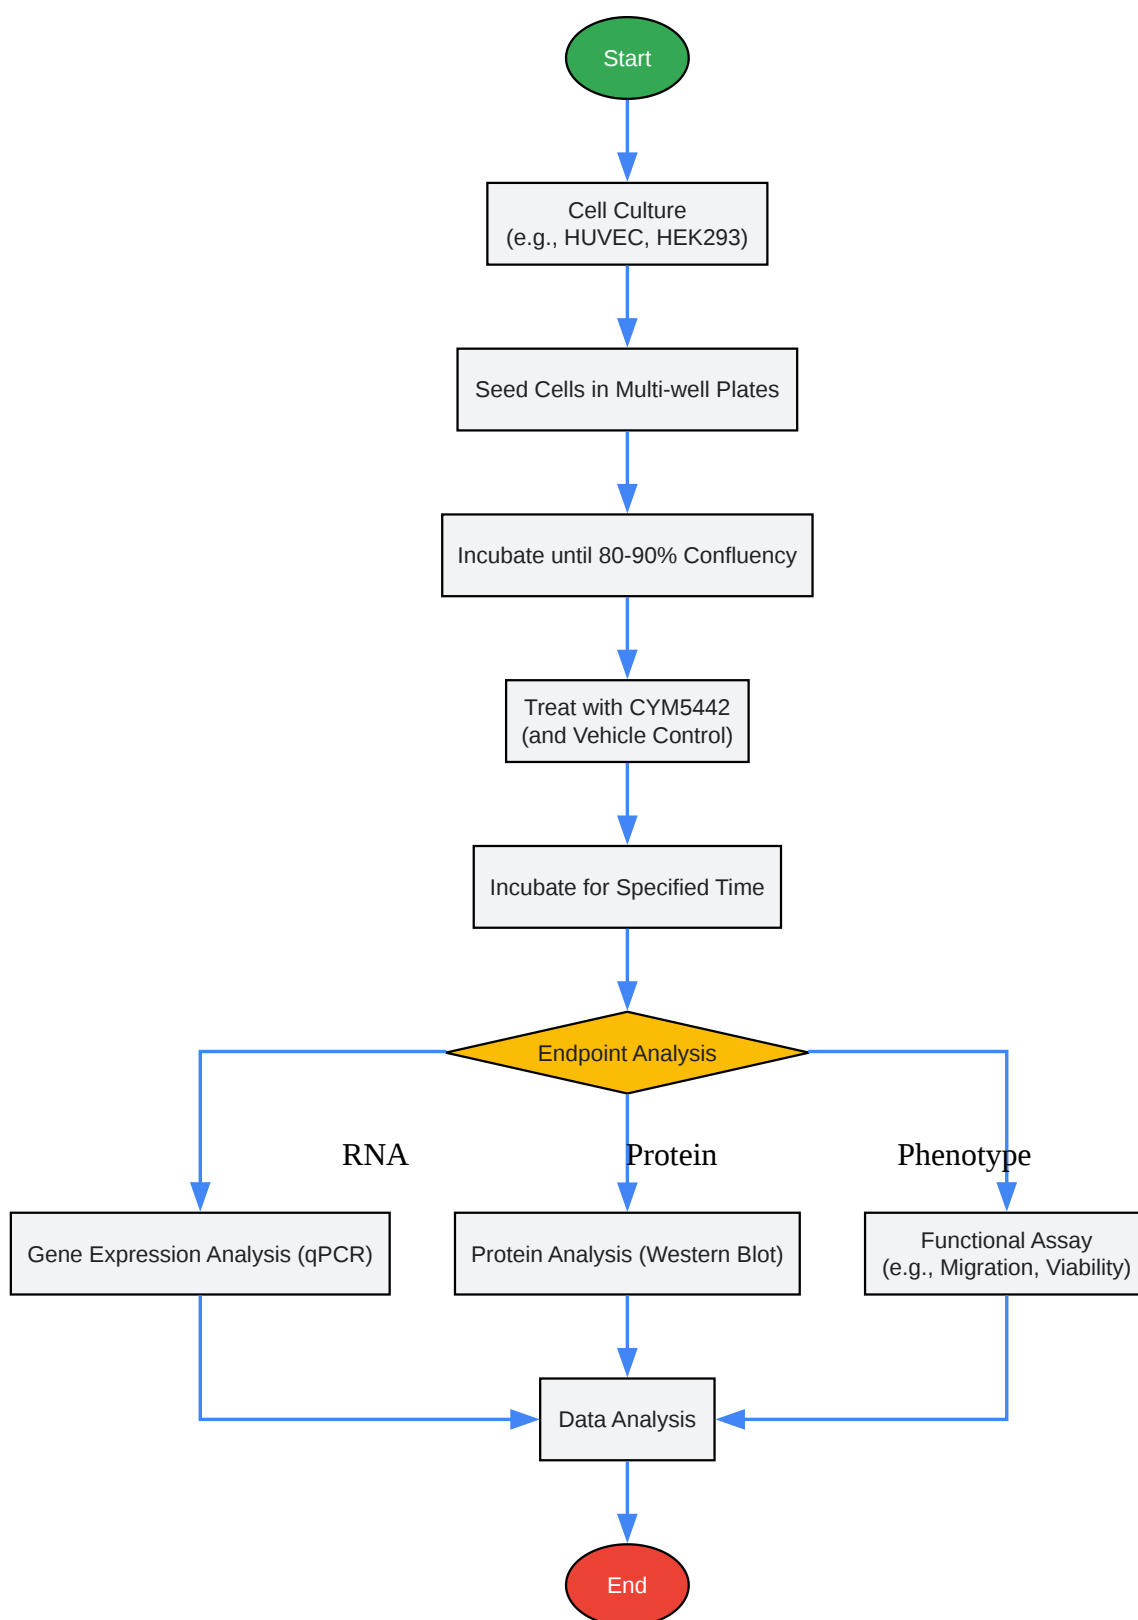 Start
Cell Culture
(e.g., HUVEC, HEK293)
Seed Cells in Multi-well Plates
Incubate until 80-90% Confluency
Treat with CYM5442
(and Vehicle Control)
Incubate for Specified Time
Endpoint Analysis
RNA
Protein
Phenotype
Gene Expression Analysis (qPCR)
Protein Analysis (Western Blot)
Functional Assay
(e.g., Migration, Viability)
Data Analysis
End